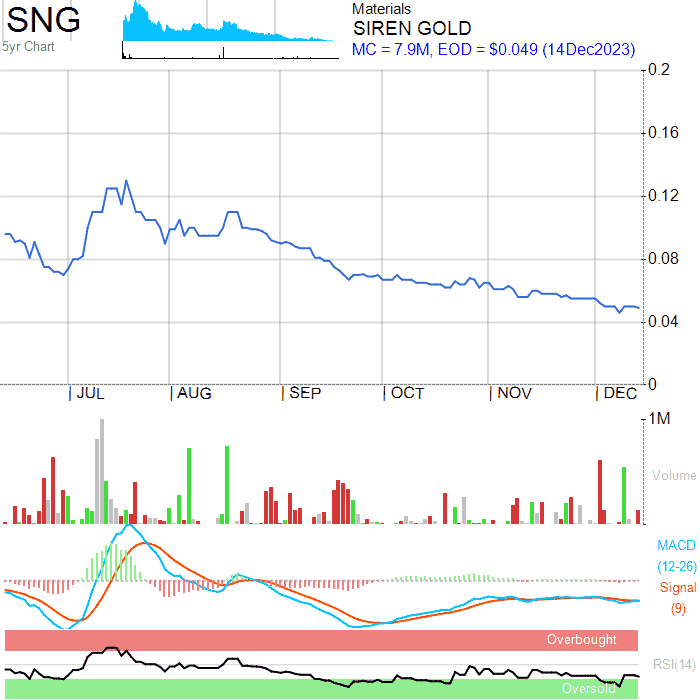 SNG
5yr Chart
Materials
SIREN GOLD
MC = 7.9M, EOD = $0.049 (14Dec2023)
0.2
0.16
0.12
0.08
0.04
0
JUL AUG SEP OCT NOV DEC
1M
Volume
MACD
(12-26)
Signal
(9)
Overbought
RSI(14)
Oversold